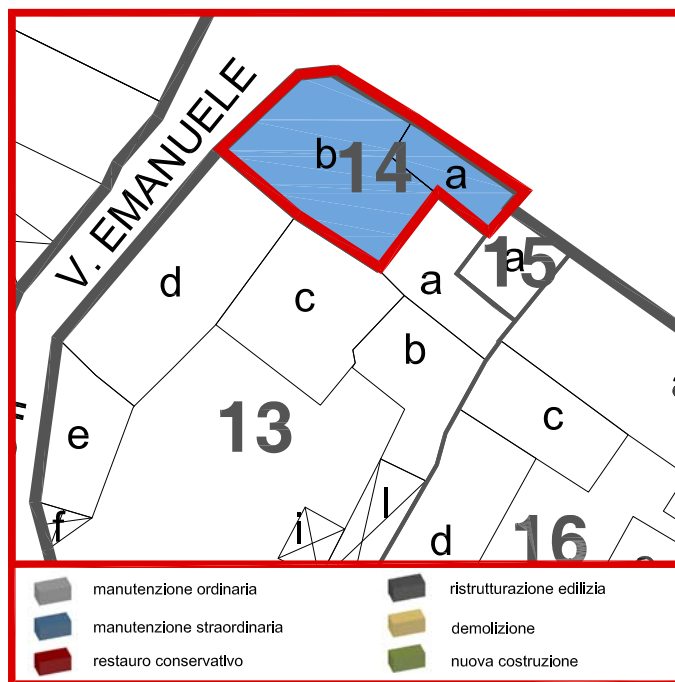 V. EMANUELE
b
14
a
a
15
d
c
a
b
13
c
e
f
i
l
d
16
manutenzione ordinaria
manutenzione straordinaria
restauro conservativo
ristrutturazione edilizia
demolizione
nuova costruzione